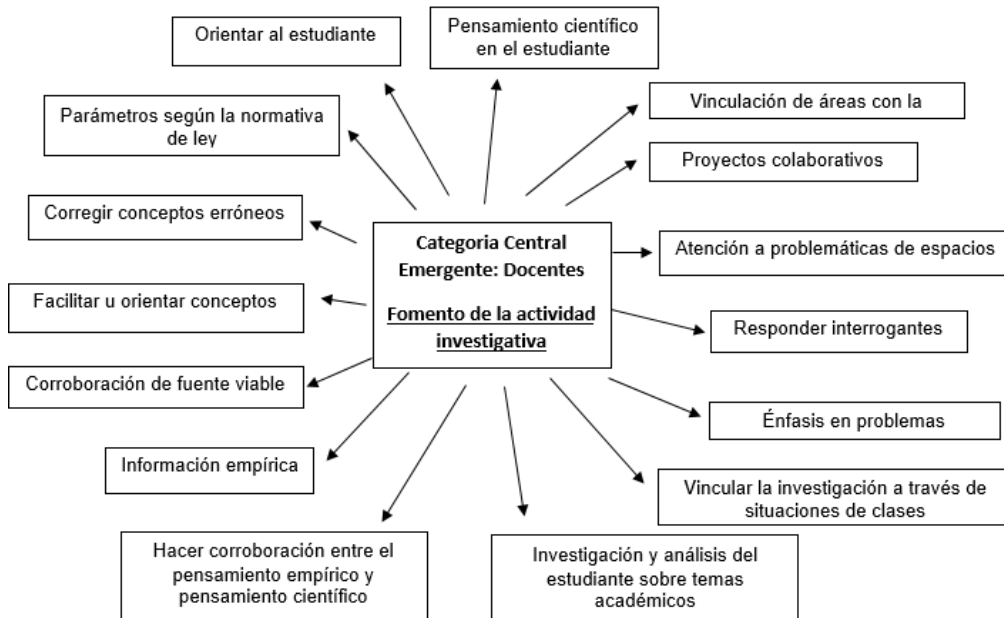 Orientar al estudiante
Pensamiento científico
en el estudiante
Parámetros según la normativa
de ley
Vinculación de áreas con la
Proyectos colaborativos
Corregir conceptos erróneos
Categoria Central
Emergente: Docentes
Fomento de la actividad
investigativa
Atención a problemáticas de espacios
Facilitar u orientar conceptos
Responder interrogantes
Corroboración de fuente viable
Énfasis en problemas
Información empírica
Vincular la investigación a través de
situaciones de clases
Hacer corroboración entre el
pensamiento empírico y
pensamiento científico
Investigación y análisis del
estudiante sobre temas
académicos